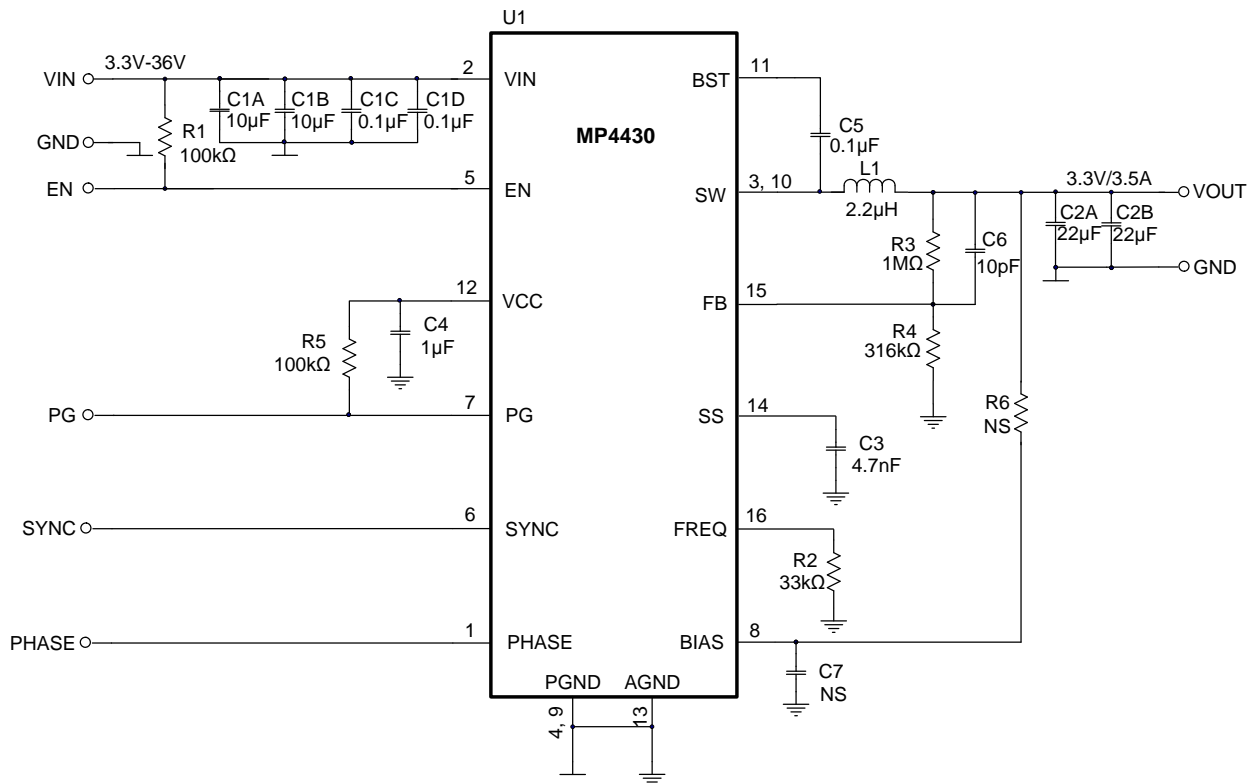 U1
3.3V-36V
VIN
2
VIN
BST
11
C1A
10µF
C1B
10µF
C1C
0.1µF
C1D
0.1µF
MP4430
GND
R1
100kΩ
C5
0.1µF
L1
2.2µH
EN
5
EN
SW
3, 10
3.3V/3.5A
VOUT
C2A
22µF
C2B
22µF
R3
1MΩ
C6
10pF
GND
12
VCC
FB
15
R5
100kΩ
C4
1µF
R4
316kΩ
PG
7
PG
SS
14
C3
4.7nF
R6
NS
SYNC
6
SYNC
FREQ
16
R2
33kΩ
PHASE
1
PHASE
BIAS
8
C7
NS
PGND
AGND
4, 9
13